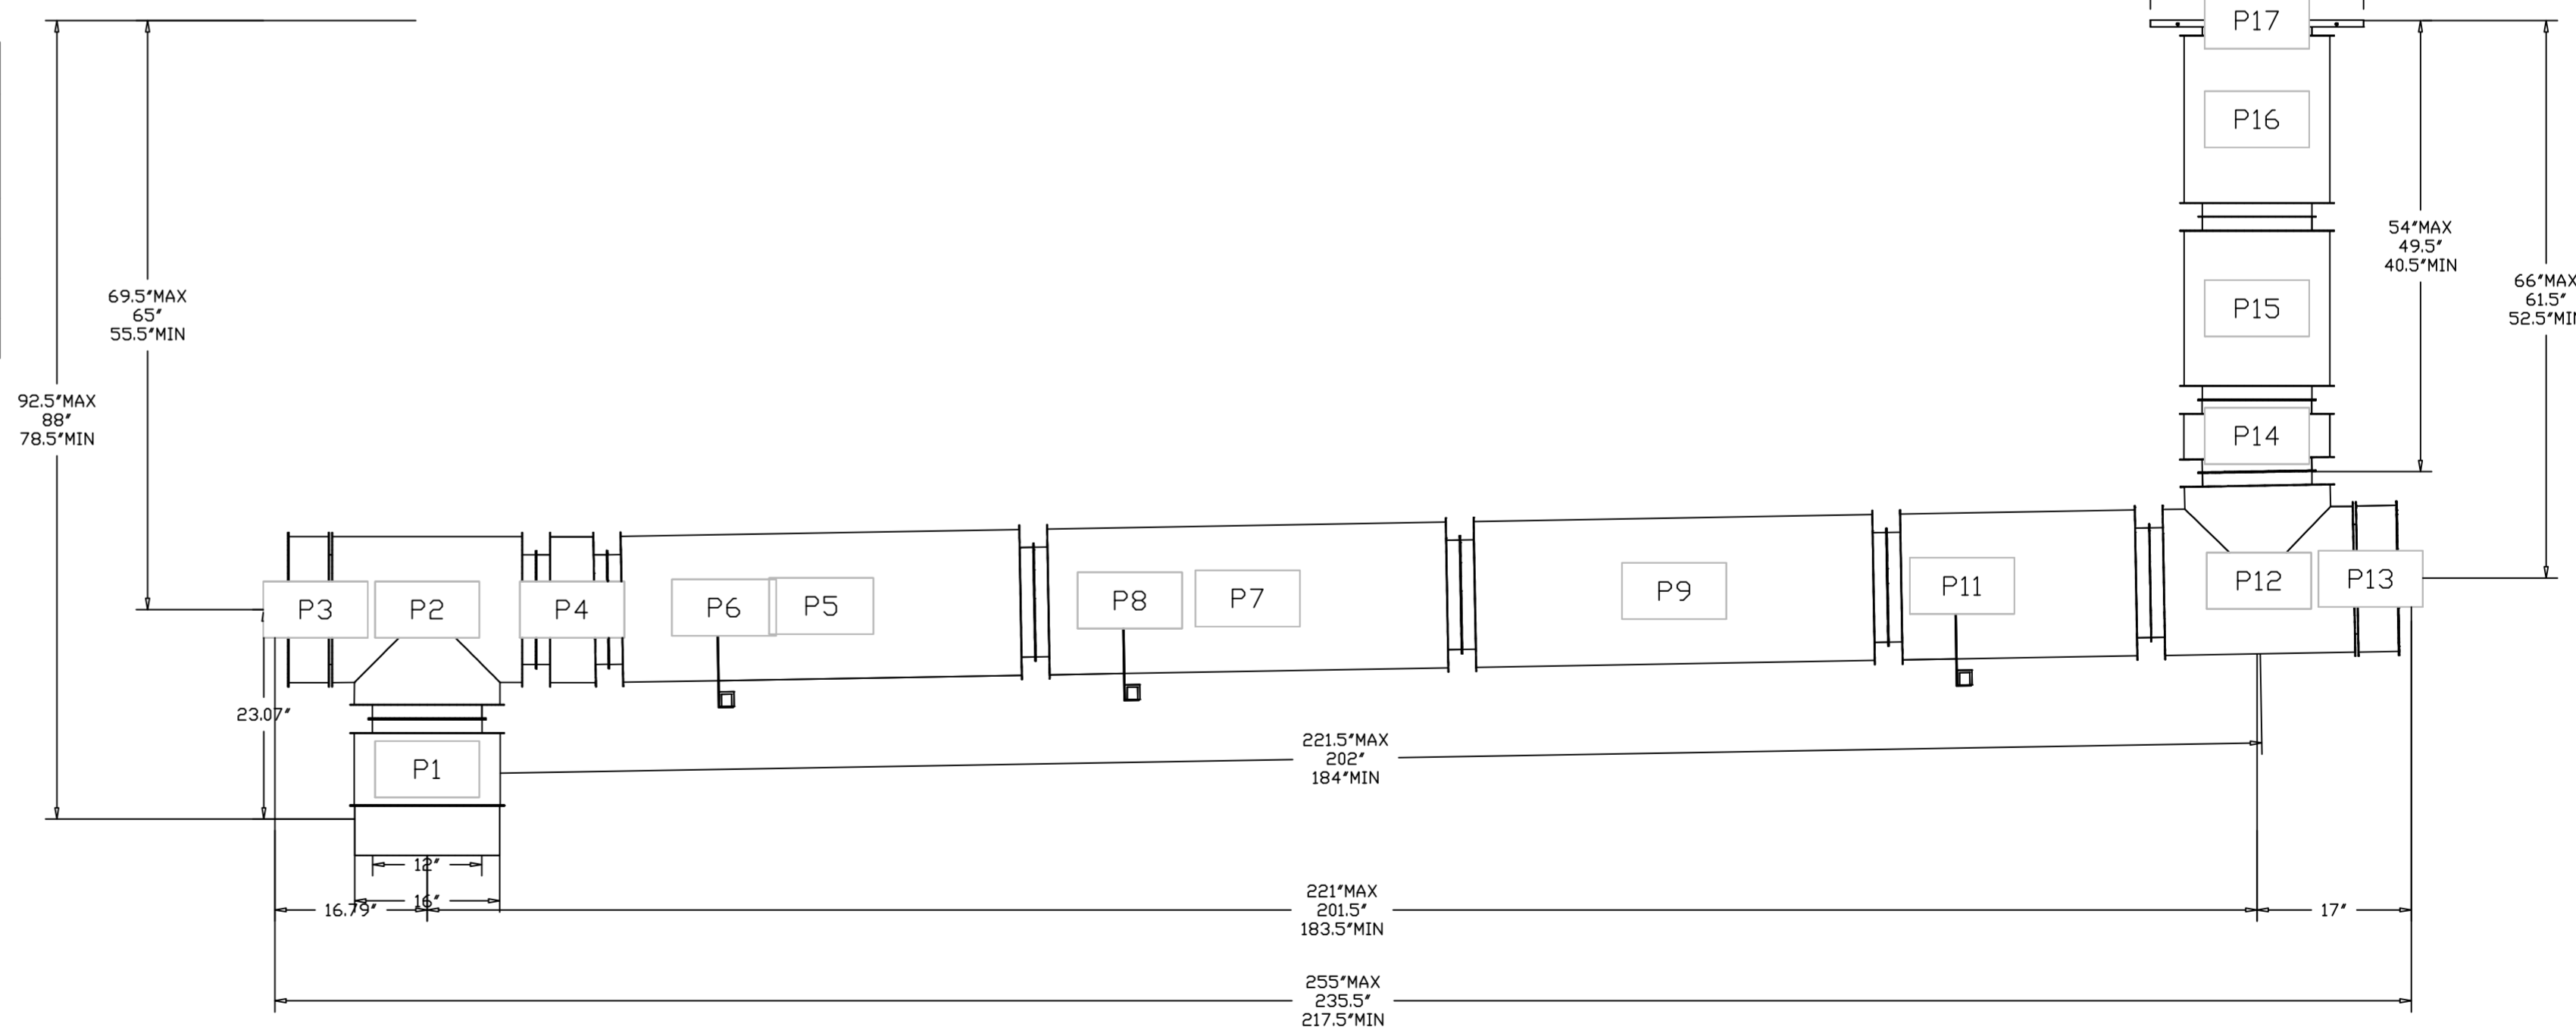 P17
P16
54"MAX
49.5"
40.5"MIN
66"MAX
61.5"
52.5"MIN
69.5"MAX
65"
55.5"MIN
P15
92.5"MAX
88"
78.5"MIN
P14
P3
P2
P4
P6
P5
P8
P7
P9
P11
P12
P13
23.07"
P1
221.5"MAX
202"
184"MIN
12"
16"
16.79"
221"MAX
201.5"
183.5"MIN
17"
255"MAX
235.5"
217.5"MIN